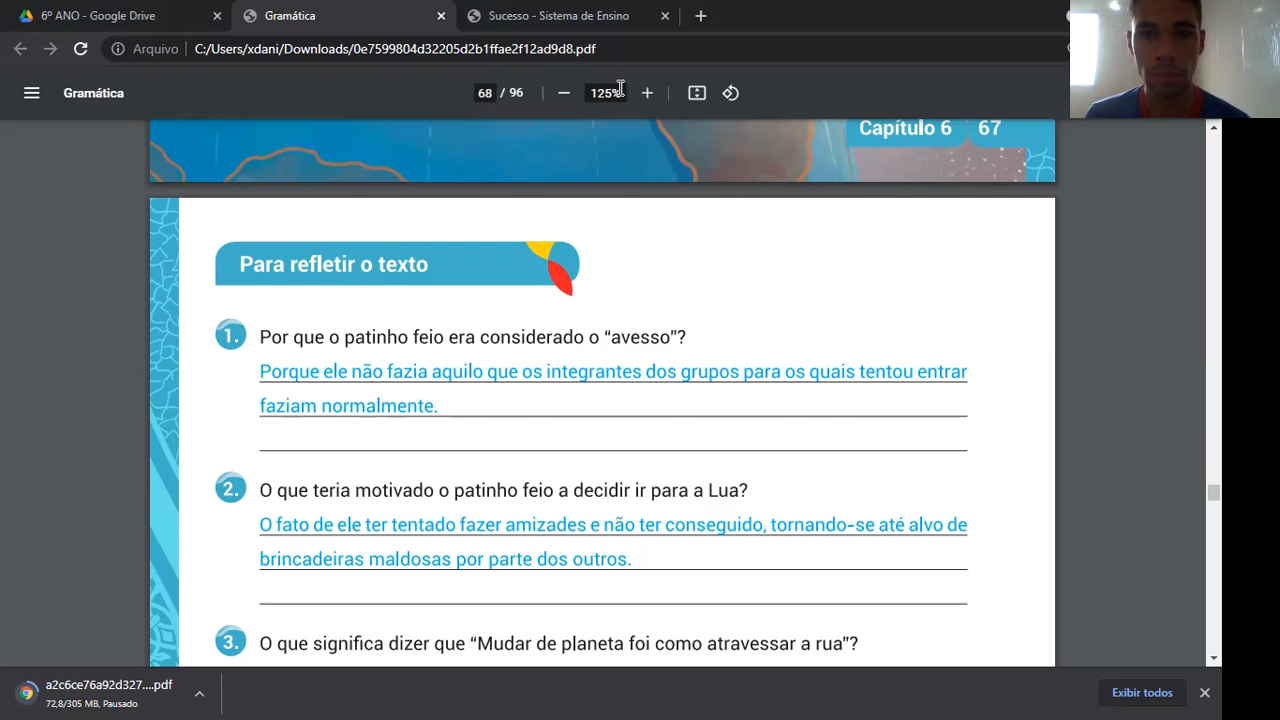 6º ANO - Google Drive
Gramática
Sucesso - Sistema de Ensino
Arquivo C:/Users/xdani/Downloads/0e7599804d32205d2b1ffae2f12ad9d8.pdf
Gramática
68 / 96
125%
Capítulo 6 67
Para refletir o texto
1. Por que o patinho feio era considerado o “avesso”?
Porque ele não fazia aquilo que os integrantes dos grupos para os quais tentou entrar
faziam normalmente.
2. O que teria motivado o patinho feio a decidir ir para a Lua?
O fato de ele ter tentado fazer amizades e não ter conseguido, tornando-se até alvo de
brincadeiras maldosas por parte dos outros.
3. O que significa dizer que “Mudar de planeta foi como atravessar a rua”?
a2c6ce76a92d327....pdf
72,8/305 MB, Pausado
Exibir todos